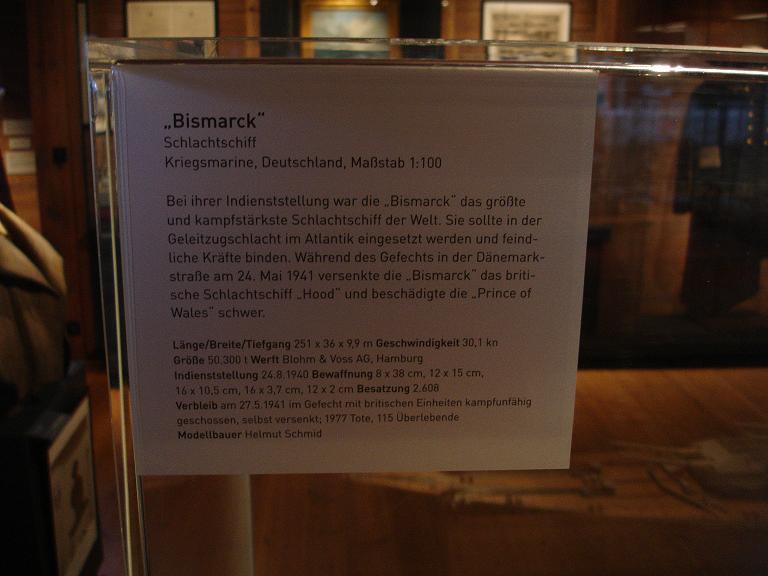 „Bismarck“
Schlachtschiff
Kriegsmarine, Deutschland, Maßstab 1:100
Bei ihrer Indienststellung war die „Bismarck“ das größte
und kampfstärkste Schlachtschiff der Welt. Sie sollte in der
Geleitzugschlacht im Atlantik eingesetzt werden und feind-
liche Kräfte binden. Während des Gefechts in der Dänemark-
straße am 24. Mai 1941 versenkte die „Bismarck“ das briti-
sche Schlachtschiff „Hood“ und beschädigte die „Prince of
Wales“ schwer.
Länge/Breite/Tiefgang 251 x 36 x 9,9 m Geschwindigkeit 30,1 kn
Größe 50.300 t Werft Blohm & Voss AG, Hamburg
Indienststellung 24.8.1940 Bewaffnung 8 x 38 cm, 12 x 15 cm,
16 x 10,5 cm, 16 x 3,7 cm, 12 x 2 cm Besatzung 2.608
Verbleib am 27.5.1941 im Gefecht mit britischen Einheiten kampfunfähig
geschossen, selbst versenkt; 1977 Tote, 115 Überlebende
Modellbauer Helmut Schmid